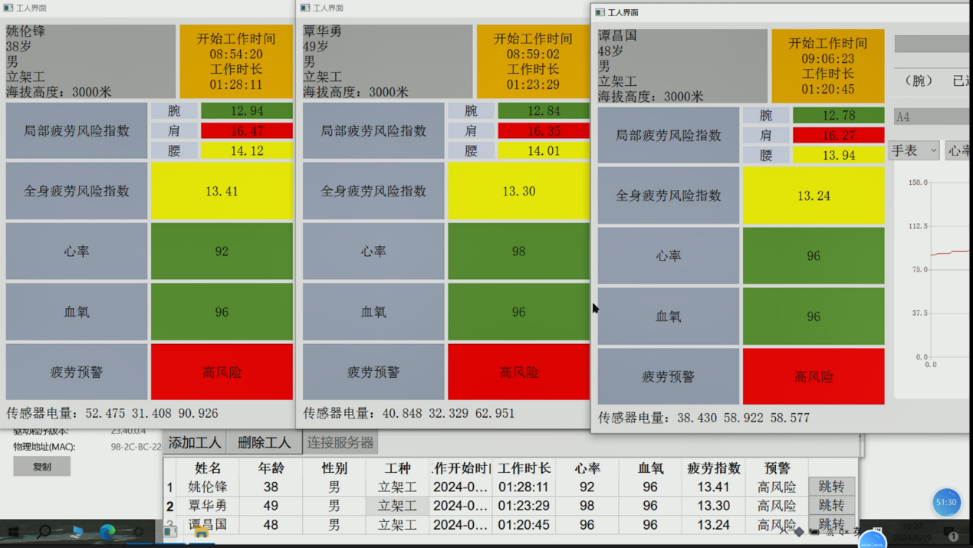 工人界面
姚伦锋
38岁
男
立架工
海拔高度：3000米
开始工作时间
08:54:20
工作时长
01:28:11
局部疲劳风险指数
腕 12.94
肩 16.47
腰 14.12
全身疲劳风险指数 13.41
心率 92
血氧 96
疲劳预警 高风险
传感器电量：52.475 31.408 90.926
工人界面
覃华勇
49岁
男
立架工
海拔高度：3000米
开始工作时间
08:59:02
工作时长
01:23:29
局部疲劳风险指数
腕 12.84
肩 16.35
腰 14.01
全身疲劳风险指数 13.30
心率 98
血氧 96
疲劳预警 高风险
传感器电量：40.848 32.329 62.951
工人界面
谭昌国
48岁
男
立架工
海拔高度：3000米
开始工作时间
09:06:23
工作时长
01:20:45
局部疲劳风险指数
腕 12.78
肩 16.27
腰 13.94
全身疲劳风险指数 13.24
心率 96
血氧 96
疲劳预警 高风险
传感器电量：38.430 58.922 58.577
（腕） 已
A4
手表 心率
150.0
112.5
75.0
37.5
0.0
0.0
物理地址(MAC): 98-2C-BC-22
复制
添加工人 删除工人 连接服务器
姓名 年龄 性别 工种 工作开始时间 工作时长 心率 血氧 疲劳指数 预警
1 姚伦锋 38 男 立架工 2024-0... 01:28:11 92 96 13.41 高风险 跳转
2 覃华勇 49 男 立架工 2024-0... 01:23:29 98 96 13.30 高风险 跳转
3 谭昌国 48 男 立架工 2024-0... 01:20:45 96 96 13.24 高风险 跳转
51:30